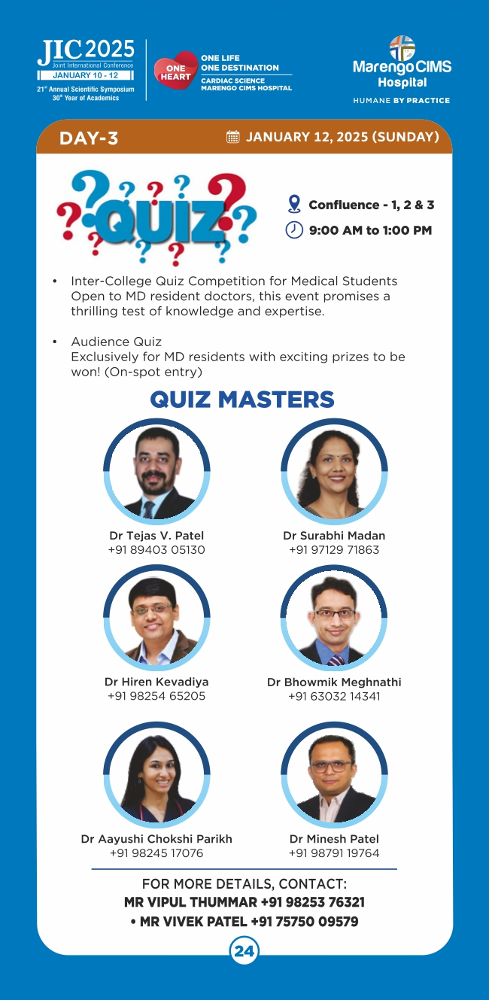 JIC 2025
Joint International Conference
JANUARY 10 - 12
21st Annual Scientific Symposium
30th Year of Academics
ONE HEART
ONE LIFE
ONE DESTINATION
CARDIAC SCIENCE
MARENGO CIMS HOSPITAL
Marengo CIMS
Hospital
HUMANE BY PRACTICE
DAY-3
JANUARY 12, 2025 (SUNDAY)
? ? ? ? ? QUIZ ? ? ? ? ?
Confluence - 1, 2 & 3
9:00 AM to 1:00 PM
• Inter-College Quiz Competition for Medical Students
Open to MD resident doctors, this event promises a
thrilling test of knowledge and expertise.
• Audience Quiz
Exclusively for MD residents with exciting prizes to be
won! (On-spot entry)
QUIZ MASTERS
Dr Tejas V. Patel
+91 89403 05130
Dr Surabhi Madan
+91 97129 71863
Dr Hiren Kevadiya
+91 98254 65205
Dr Bhowmik Meghnathi
+91 63032 14341
Dr Aayushi Chokshi Parikh
+91 98245 17076
Dr Minesh Patel
+91 98791 19764
FOR MORE DETAILS, CONTACT:
MR VIPUL THUMMAR +91 98253 76321
• MR VIVEK PATEL +91 75750 09579
24